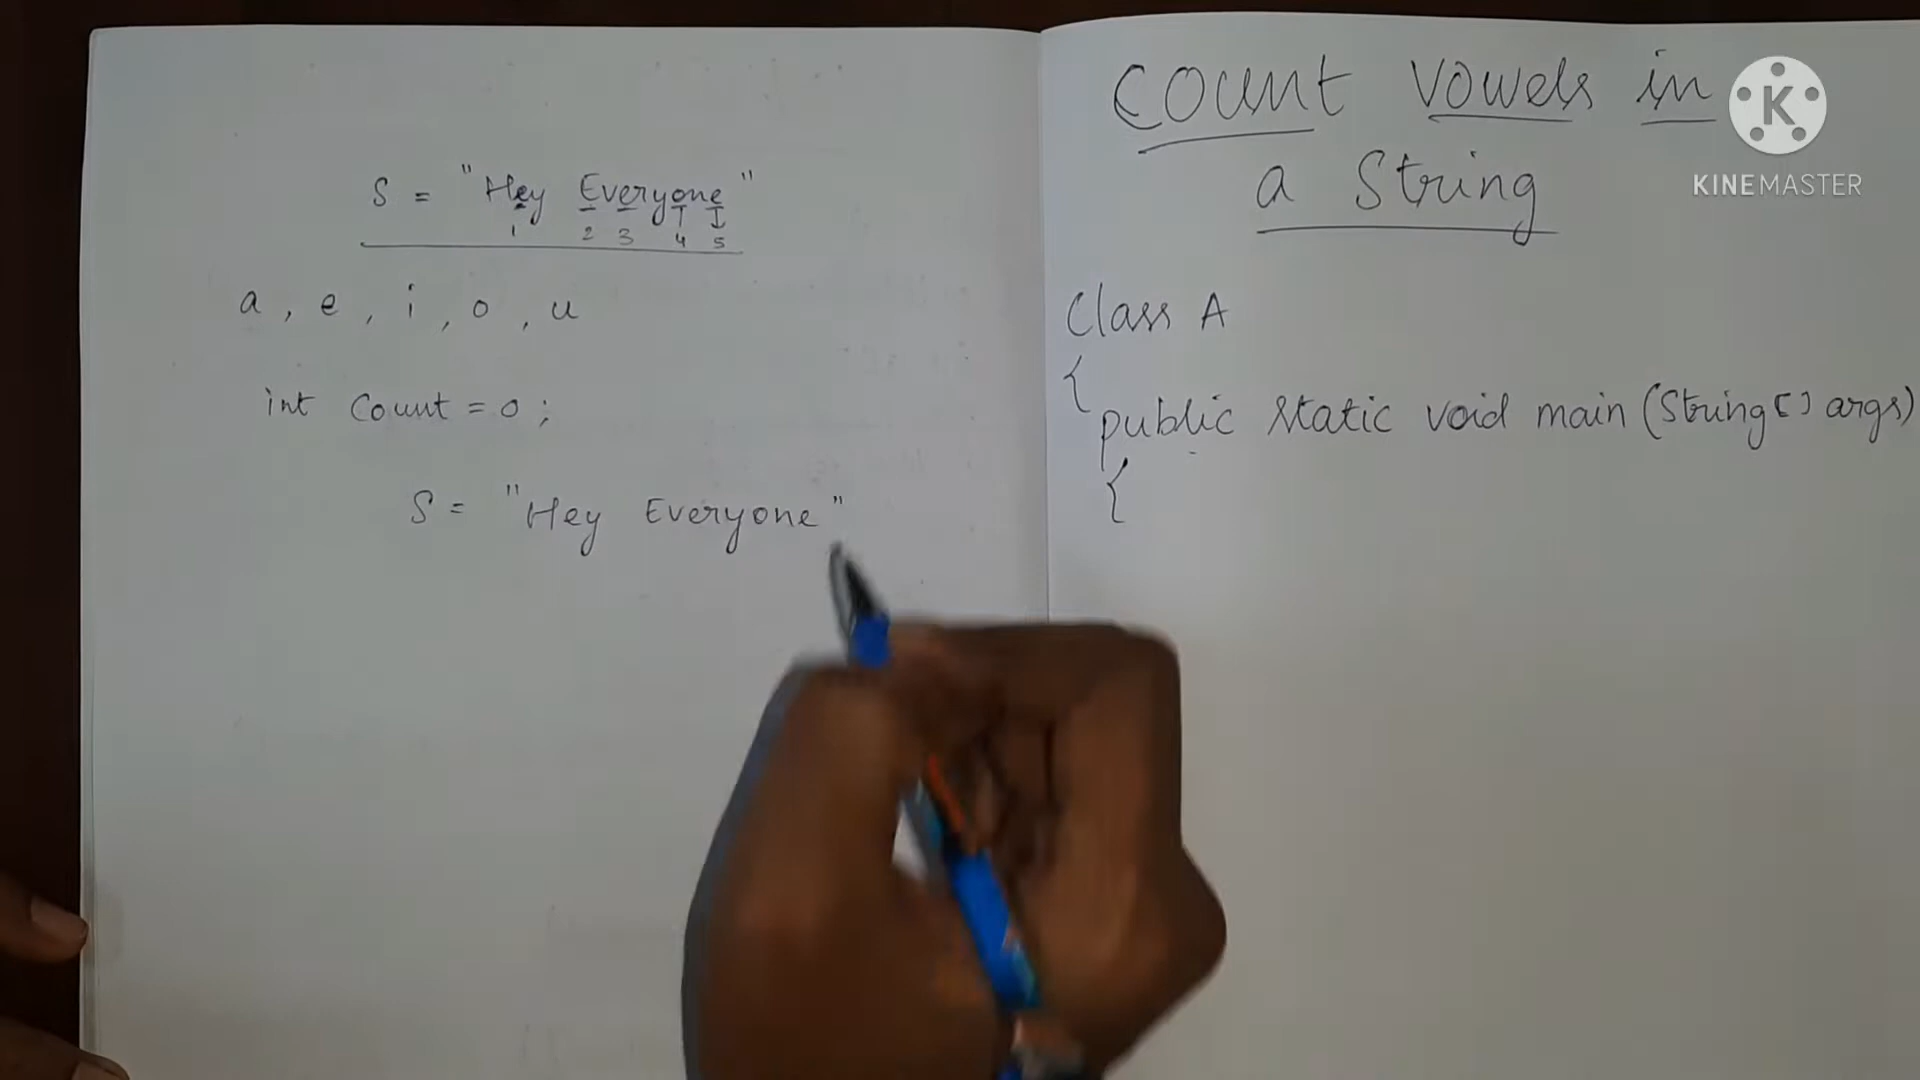 S = "Hey Everyone"
1 2 3 4 5
a , e , i , o , u
int Count = 0 ;
S = "Hey Everyone"
Count Vowels in
a String
Class A
{
public static void main (String [] args)
{
K
KINEMASTER